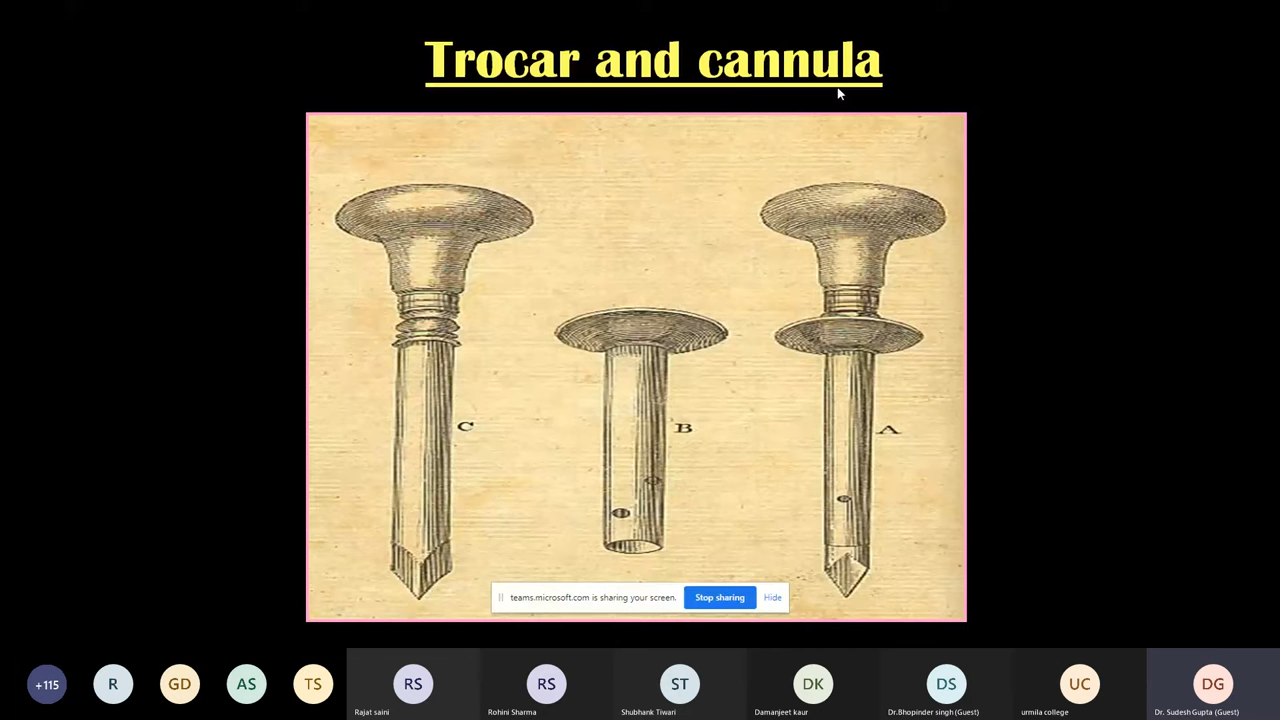 Trocar and cannula
C
B
A
teams.microsoft.com is sharing your screen.
Stop sharing
Hide
+115
R
GD
AS
TS
RS
RS
ST
DK
DS
UC
DG
Rajat saini
Rohini Sharma
Shubhank Tiwari
Damanjeet kaur
Dr.Bhopinder singh (Guest)
urmila college
Dr. Sudesh Gupta (Guest)